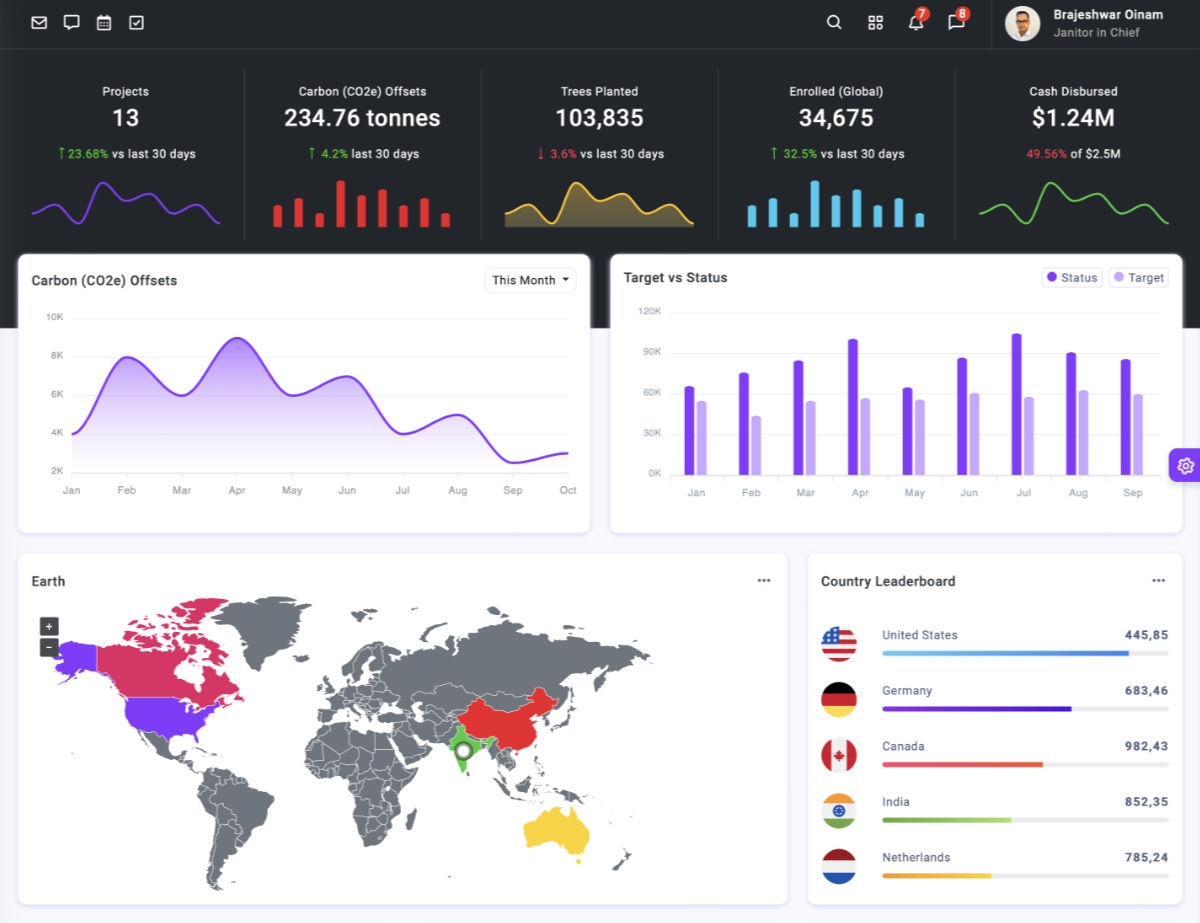 7
8
Brajeshwar Oinam
Janitor in Chief
Projects
13
↑23.68% vs last 30 days
Carbon (CO2e) Offsets
234.76 tonnes
↑ 4.2% last 30 days
Trees Planted
103,835
↓ 3.6% vs last 30 days
Enrolled (Global)
34,675
↑ 32.5% vs last 30 days
Cash Disbursed
$1.24M
49.56% of $2.5M
Carbon (CO2e) Offsets
This Month
10K
8K
6K
4K
2K
Jan Feb Mar Apr May Jun Jul Aug Sep Oct
Target vs Status
Status Target
120K
90K
60K
30K
0K
Jan Feb Mar Apr May Jun Jul Aug Sep
Earth
+
-
Country Leaderboard
United States 445,85
Germany 683,46
Canada 982,43
India 852,35
Netherlands 785,24